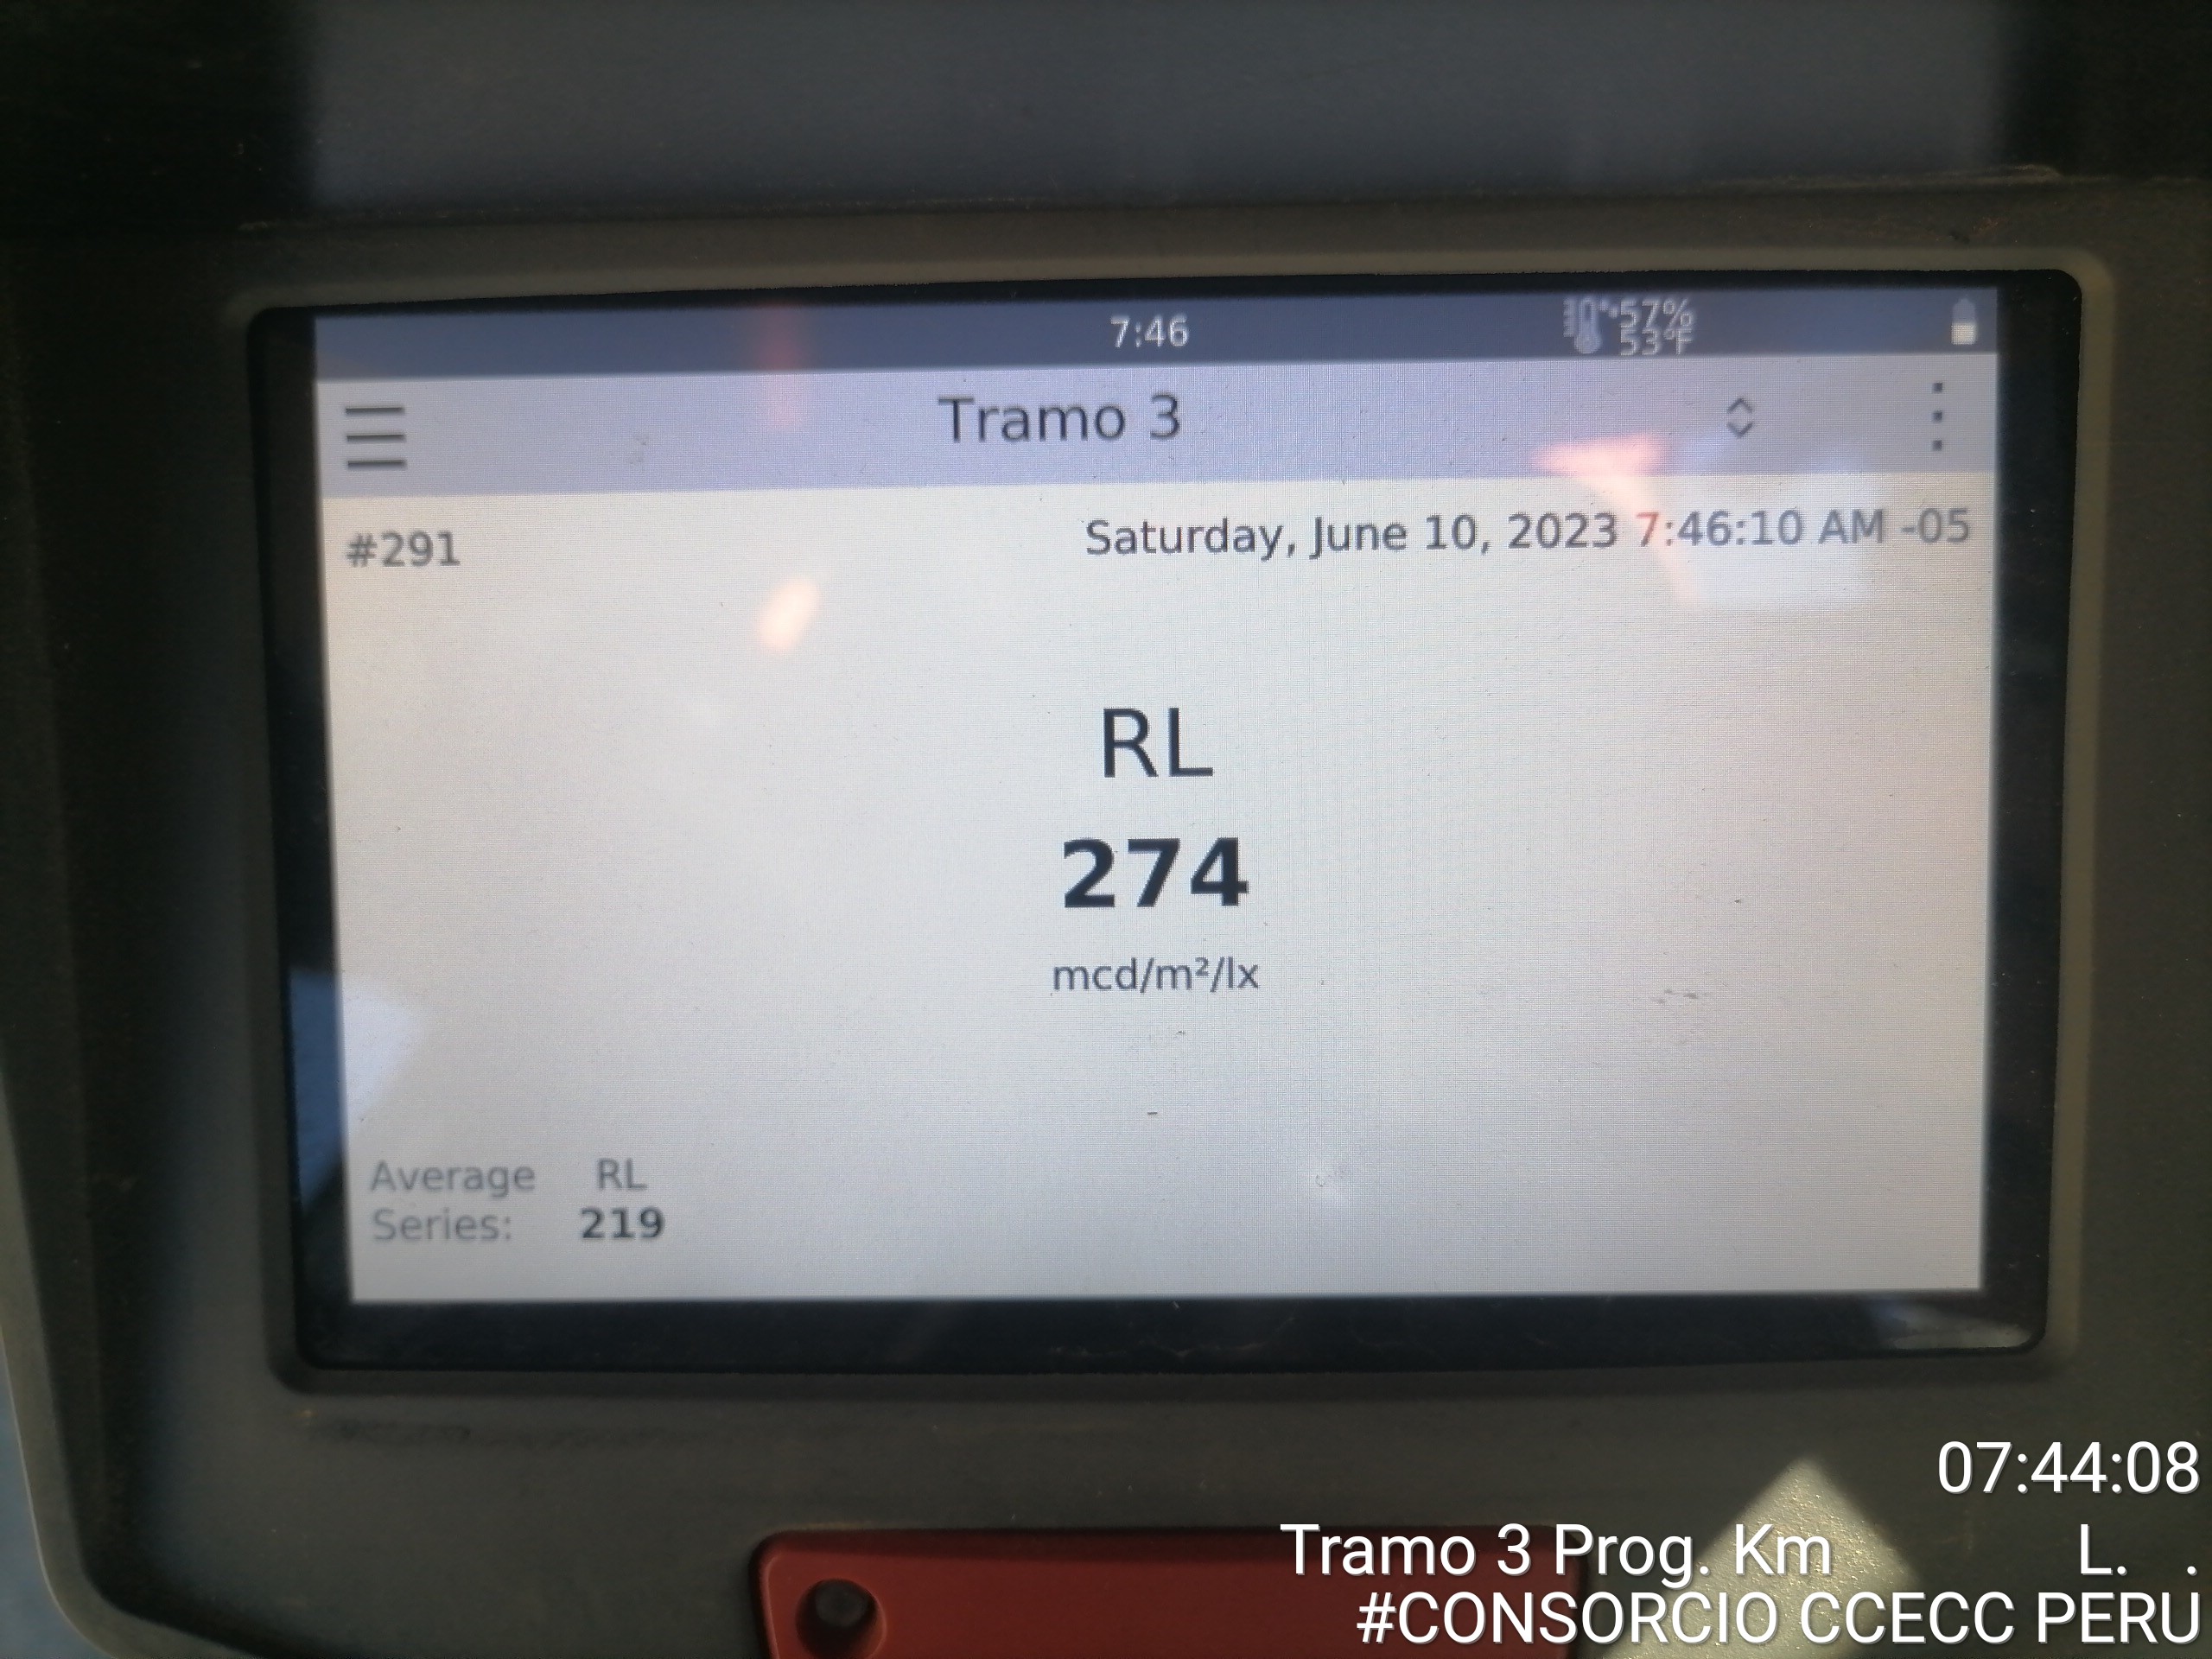 7:46
57%
53°F
Tramo 3
#291
Saturday, June 10, 2023 7:46:10 AM -05
RL
274
mcd/m²/lx
Average RL
Series: 219
07:44:08
Tramo 3 Prog. Km L. .
#CONSORCIO CCECC PERU